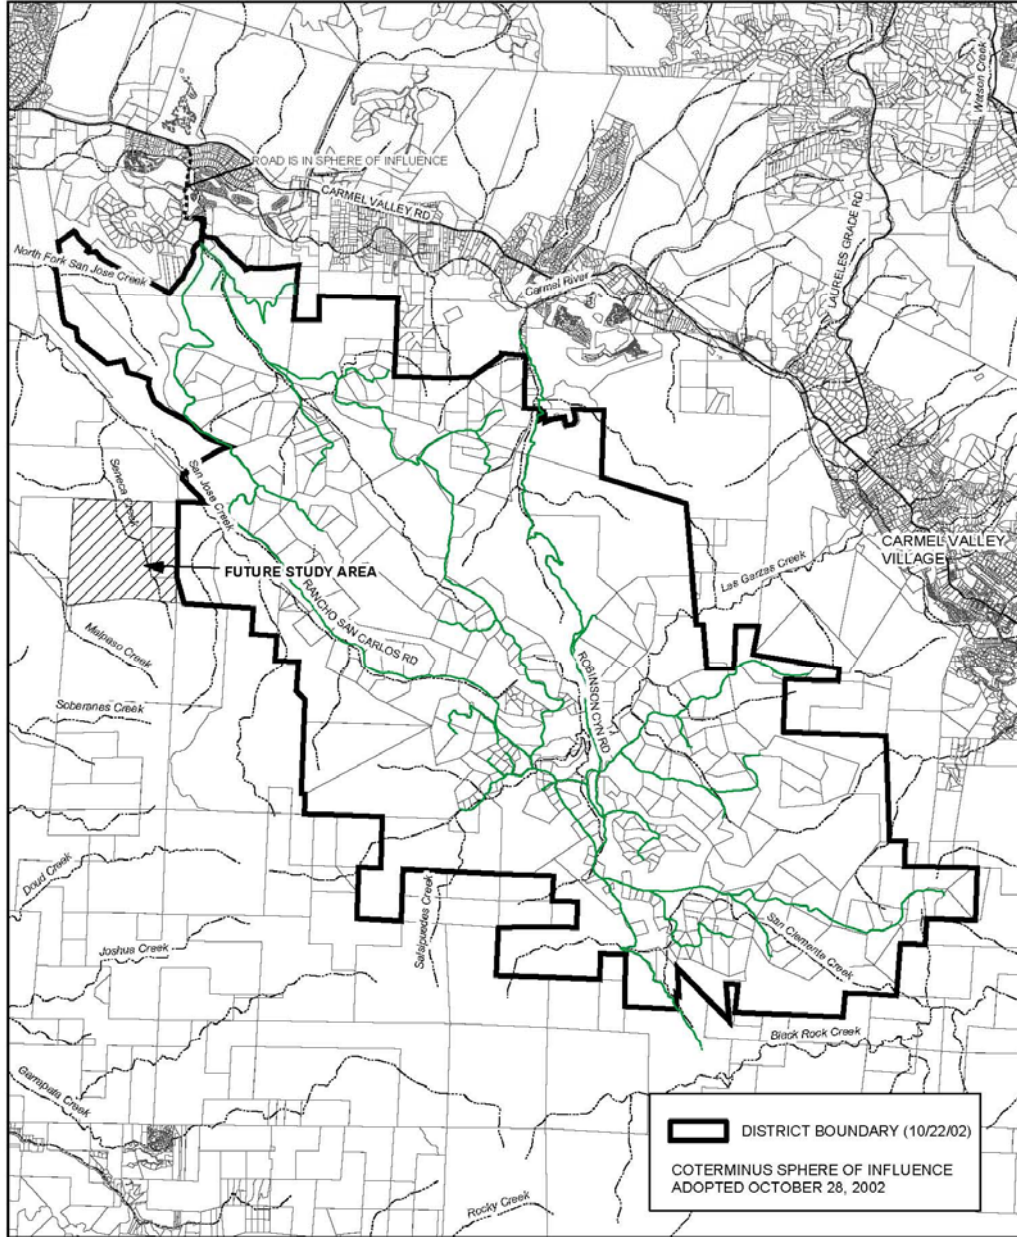 Watson Creek
ROAD IS IN SPHERE OF INFLUENCE
CARMEL VALLEY RD
LAURELES GRADE RD
North Fork San Jose Creek
Carmel River
Seneca Creek
San Jose Creek
CARMEL VALLEY
VILLAGE
Las Garzas Creek
FUTURE STUDY AREA
RANCHO SAN CARLOS RD
Malpaso Creek
ROBINSON CYN RD
Soberanes Creek
Doud Creek
Salsipuedes Creek
San Clemente Creek
Joshua Creek
Black Rock Creek
Garrapata Creek
Rocky Creek
DISTRICT BOUNDARY (10/22/02)
COTERMINUS SPHERE OF INFLUENCE
ADOPTED OCTOBER 28, 2002